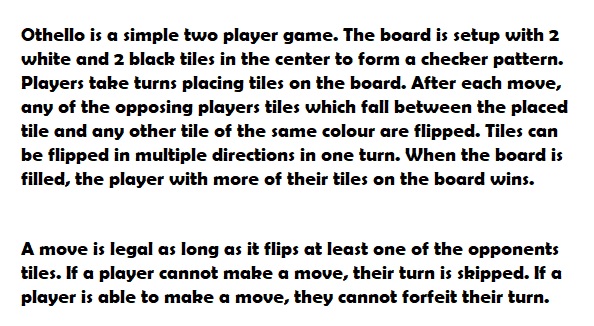 Othello is a simple two player game. The board is setup with 2
white and 2 black tiles in the center to form a checker pattern.
Players take turns placing tiles on the board. After each move,
any of the opposing players tiles which fall between the placed
tile and any other tile of the same colour are flipped. Tiles can
be flipped in multiple directions in one turn. When the board is
filled, the player with more of their tiles on the board wins.
A move is legal as long as it flips at least one of the opponents
tiles. If a player cannot make a move, their turn is skipped. If a
player is able to make a move, they cannot forfeit their turn.